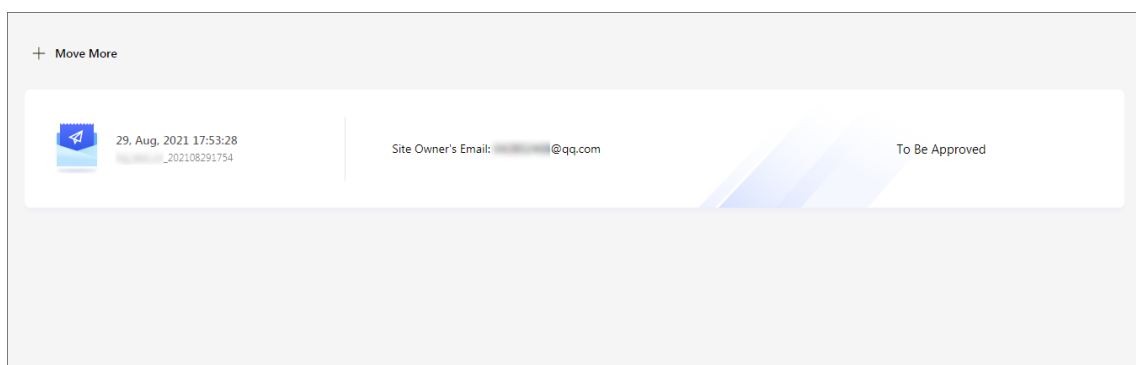 Move More
29, Aug. 2021 17:53:28
_202108291754
Site Owner's Email: @qq.com
To Be Approved